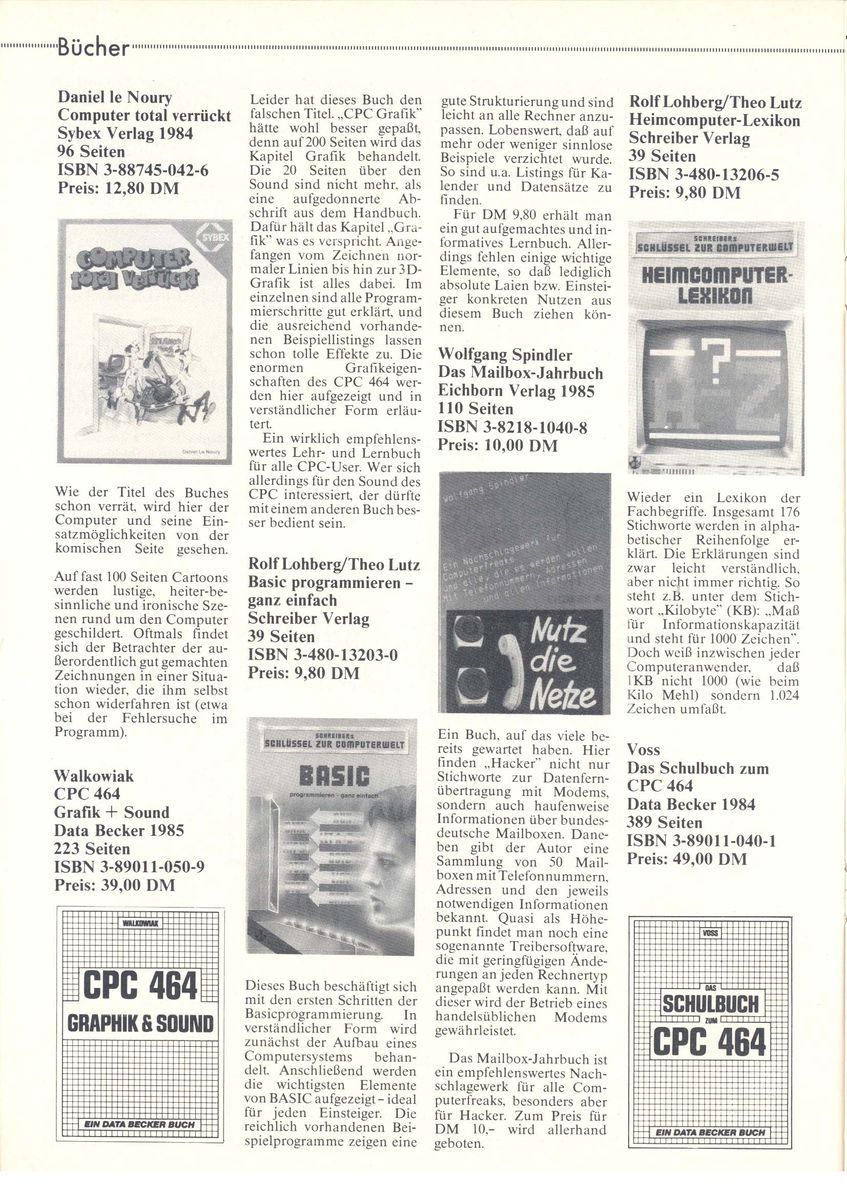 Bücher
Daniel le Noury
Computer total verrückt
Sybex Verlag 1984
96 Seiten
ISBN 3-88745-042-6
Preis: 12,80 DM
SYBEX
COMPUTER
total verrückt
Daniel Le Noury
Wie der Titel des Buches
schon verrät, wird hier der
Computer und seine Ein-
satzmöglichkeiten von der
komischen Seite gesehen.
Auf fast 100 Seiten Cartoons
werden lustige, heiter-be-
sinnliche und ironische Sze-
nen rund um den Computer
geschildert. Oftmals findet
sich der Betrachter der au-
ßerordentlich gut gemachten
Zeichnungen in einer Situa-
tion wieder, die ihm selbst
schon widerfahren ist (etwa
bei der Fehlersuche im
Programm).
Walkowiak
CPC 464
Grafik + Sound
Data Becker 1985
223 Seiten
ISBN 3-89011-050-9
Preis: 39,00 DM
WALKOWIAK
CPC 464
GRAPHIK & SOUND
EIN DATA BECKER BUCH
Leider hat dieses Buch den
falschen Titel. „CPC Grafik"
hätte wohl besser gepaßt,
denn auf 200 Seiten wird das
Kapitel Grafik behandelt.
Die 20 Seiten über den
Sound sind nicht mehr, als
eine aufgedonnerte Ab-
schrift aus dem Handbuch.
Dafür hält das Kapitel „Gra-
fik" was es verspricht. Ange-
fangen vom Zeichnen nor-
maler Linien bis hin zur 3D-
Grafik ist alles dabei. Im
einzelnen sind alle Program-
mierschritte gut erklärt, und
die ausreichend vorhande-
nen Beispiellistings lassen
schon tolle Effekte zu. Die
enormen Grafikeigen-
schaften des CPC 464 wer-
den hier aufgezeigt und in
verständlicher Form erläu-
tert.
Ein wirklich empfehlens-
wertes Lehr- und Lernbuch
für alle CPC-User. Wer sich
allerdings für den Sound des
CPC interessiert, der dürfte
mit einem anderen Buch bes-
ser bedient sein.
Rolf Lohberg/Theo Lutz
Basic programmieren –
ganz einfach
Schreiber Verlag
39 Seiten
ISBN 3-480-13203-0
Preis: 9,80 DM
SCHREIBERS
SCHLÜSSEL ZUR COMPUTERWELT
BASIC
programmieren - ganz einfach
Dieses Buch beschäftigt sich
mit den ersten Schritten der
Basicprogrammierung. In
verständlicher Form wird
zunächst der Aufbau eines
Computersystems behan-
delt. Anschließend werden
die wichtigsten Elemente
von BASIC aufgezeigt – ideal
für jeden Einsteiger. Die
reichlich vorhandenen Bei-
spielprogramme zeigen eine
gute Strukturierung und sind
leicht an alle Rechner anzu-
passen. Lobenswert, daß auf
mehr oder weniger sinnlose
Beispiele verzichtet wurde.
So sind u.a. Listings für Ka-
lender und Datensätze zu
finden.
Für DM 9,80 erhält man
ein gut aufgemachtes und in-
formatives Lernbuch. Aller-
dings fehlen einige wichtige
Elemente, so daß lediglich
absolute Laien bzw. Einstei-
ger konkreten Nutzen aus
diesem Buch ziehen kön-
nen.
Wolfgang Spindler
Das Mailbox-Jahrbuch
Eichborn Verlag 1985
110 Seiten
ISBN 3-8218-1040-8
Preis: 10,00 DM
Wolfgang Spindler
Ein Nachschlagewerk für
Computerfreaks
und alle, die es werden wollen
Mit Telefonnummern, Adressen
und allen Informationen
Nutz
die
Netze
Ein Buch, auf das viele be-
reits gewartet haben. Hier
finden „Hacker" nicht nur
Stichworte zur Datenfern-
übertragung mit Modems,
sondern auch haufenweise
Informationen über bundes-
deutsche Mailboxen. Dane-
ben gibt der Autor eine
Sammlung von 50 Mail-
boxen mit Telefonnummern,
Adressen und den jeweils
notwendigen Informationen
bekannt. Quasi als Höhe-
punkt findet man noch eine
sogenannte Treibersoftware,
die mit geringfügigen Ände-
rungen an jeden Rechnertyp
angepaßt werden kann. Mit
dieser wird der Betrieb eines
handelsüblichen Modems
gewährleistet.
Das Mailbox-Jahrbuch ist
ein empfehlenswertes Nach-
schlagewerk für alle Com-
puterfreaks, besonders aber
für Hacker. Zum Preis für
DM 10,- wird allerhand
geboten.
Rolf Lohberg/Theo Lutz
Heimcomputer-Lexikon
Schreiber Verlag
39 Seiten
ISBN 3-480-13206-5
Preis: 9,80 DM
SCHREIBERS
SCHLÜSSEL ZUR COMPUTERWELT
HEIMCOMPUTER-
LEXIKON
?
A Z
Wieder ein Lexikon der
Fachbegriffe. Insgesamt 176
Stichworte werden in alpha-
betischer Reihenfolge er-
klärt. Die Erklärungen sind
zwar leicht verständlich,
aber nicht immer richtig. So
steht z.B. unter dem Stich-
wort „Kilobyte" (KB): „Maß
für Informationskapazität
und steht für 1000 Zeichen".
Doch weiß inzwischen jeder
Computeranwender, daß
1KB nicht 1000 (wie beim
Kilo Mehl) sondern 1.024
Zeichen umfaßt.
Voss
Das Schulbuch zum
CPC 464
Data Becker 1984
389 Seiten
ISBN 3-89011-040-1
Preis: 49,00 DM
VOSS
DAS
SCHULBUCH
ZUM
CPC 464
EIN DATA BECKER BUCH